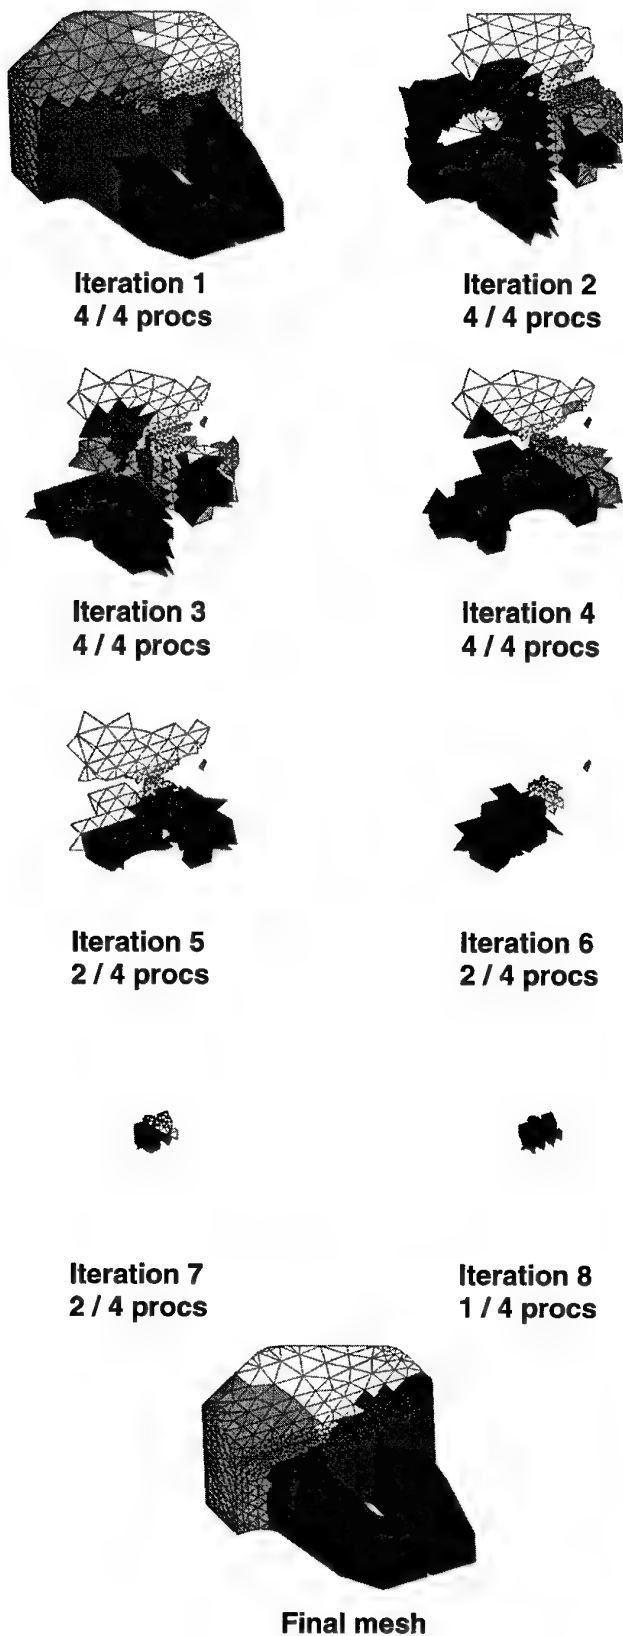 Iteration 1
4 / 4 procs
Iteration 2
4 / 4 procs
Iteration 3
4 / 4 procs
Iteration 4
4 / 4 procs
Iteration 5
2 / 4 procs
Iteration 6
2 / 4 procs
Iteration 7
2 / 4 procs
Iteration 8
1 / 4 procs
Final mesh